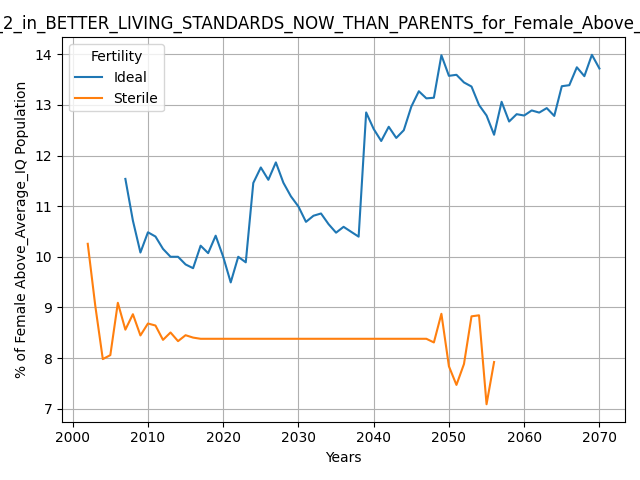 _2_in_BETTER_LIVING_STANDARDS_NOW_THAN_PARENTS_for_Female_Above_
Fertility
Ideal
Sterile
% of Female Above_Average_IQ Population
14
13
12
11
10
9
8
7
2000 2010 2020 2030 2040 2050 2060 2070
Years